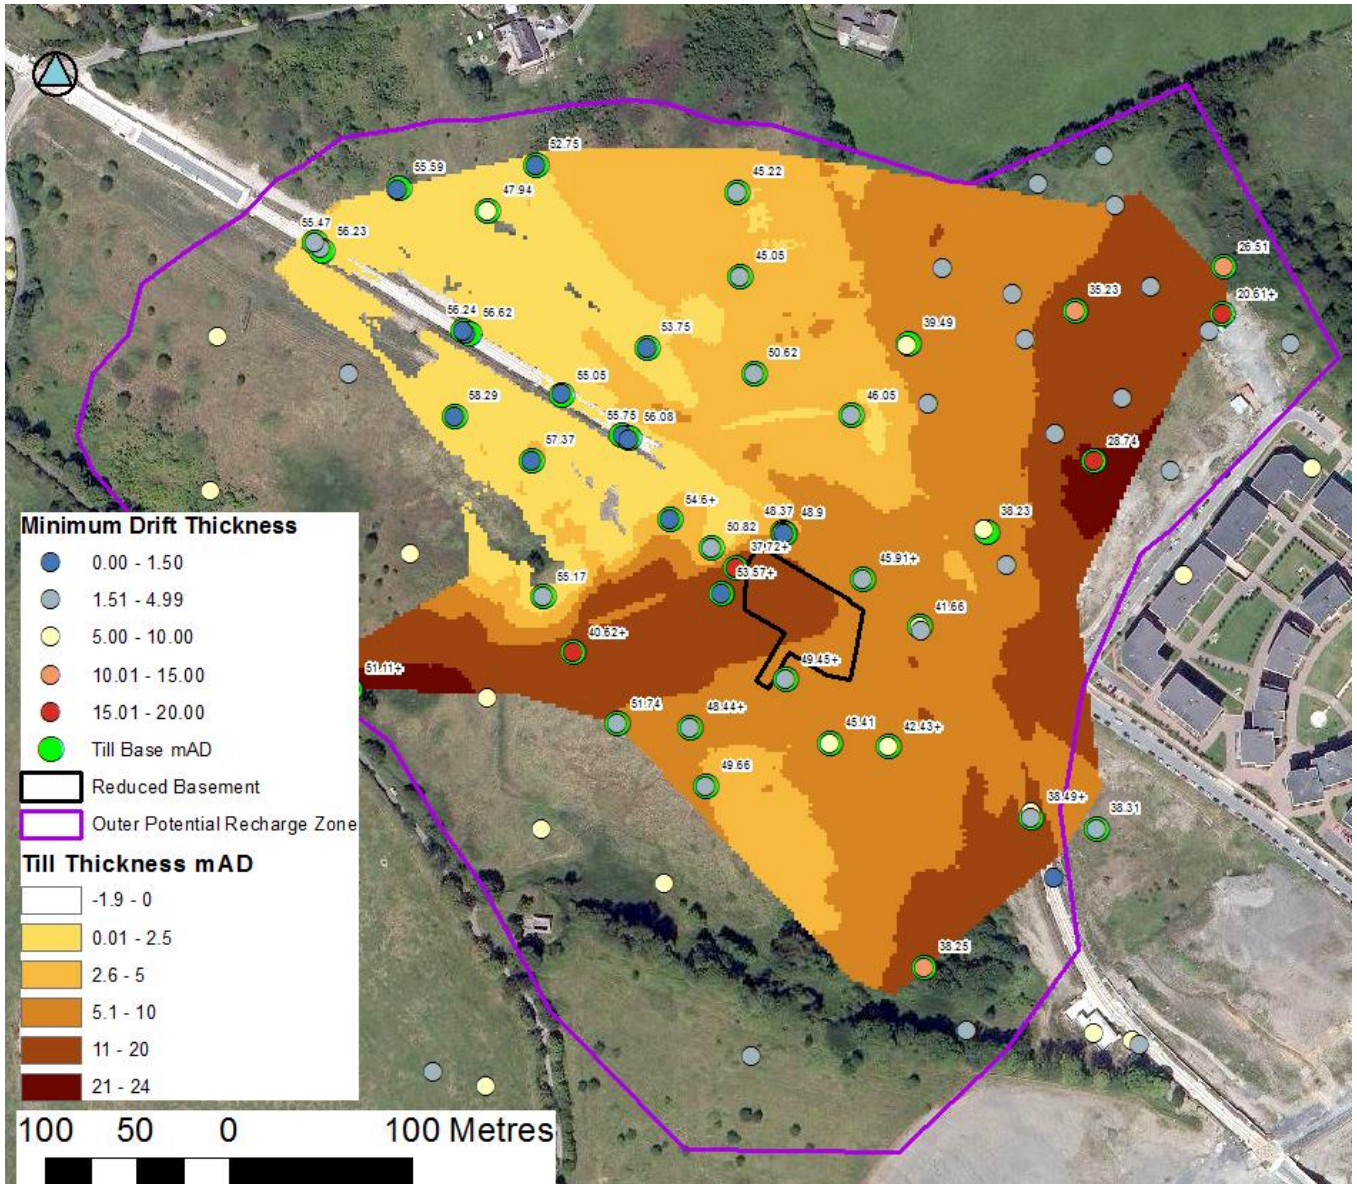 55.59
52.75
47.94
45.22
55.47
56.23
45.05
26.51
20.61+
35.23
56.24
56.62
53.75
39.49
50.62
55.05
58.29
46.05
55.75
56.08
57.37
28.74
54.6+
48.37
48.9
38.23
50.82
37.72+
53.57+
45.91+
55.17
41.66
40.62+
51.11+
49.45+
51.74
48.44+
45.41
42.43+
49.66
38.49+
38.31
38.25
Minimum Drift Thickness
0.00 - 1.50
1.51 - 4.99
5.00 - 10.00
10.01 - 15.00
15.01 - 20.00
Till Base mAD
Reduced Basement
Outer Potential Recharge Zone
Till Thickness mAD
-1.9 - 0
0.01 - 2.5
2.6 - 5
5.1 - 10
11 - 20
21 - 24
100 50 0 100 Metres